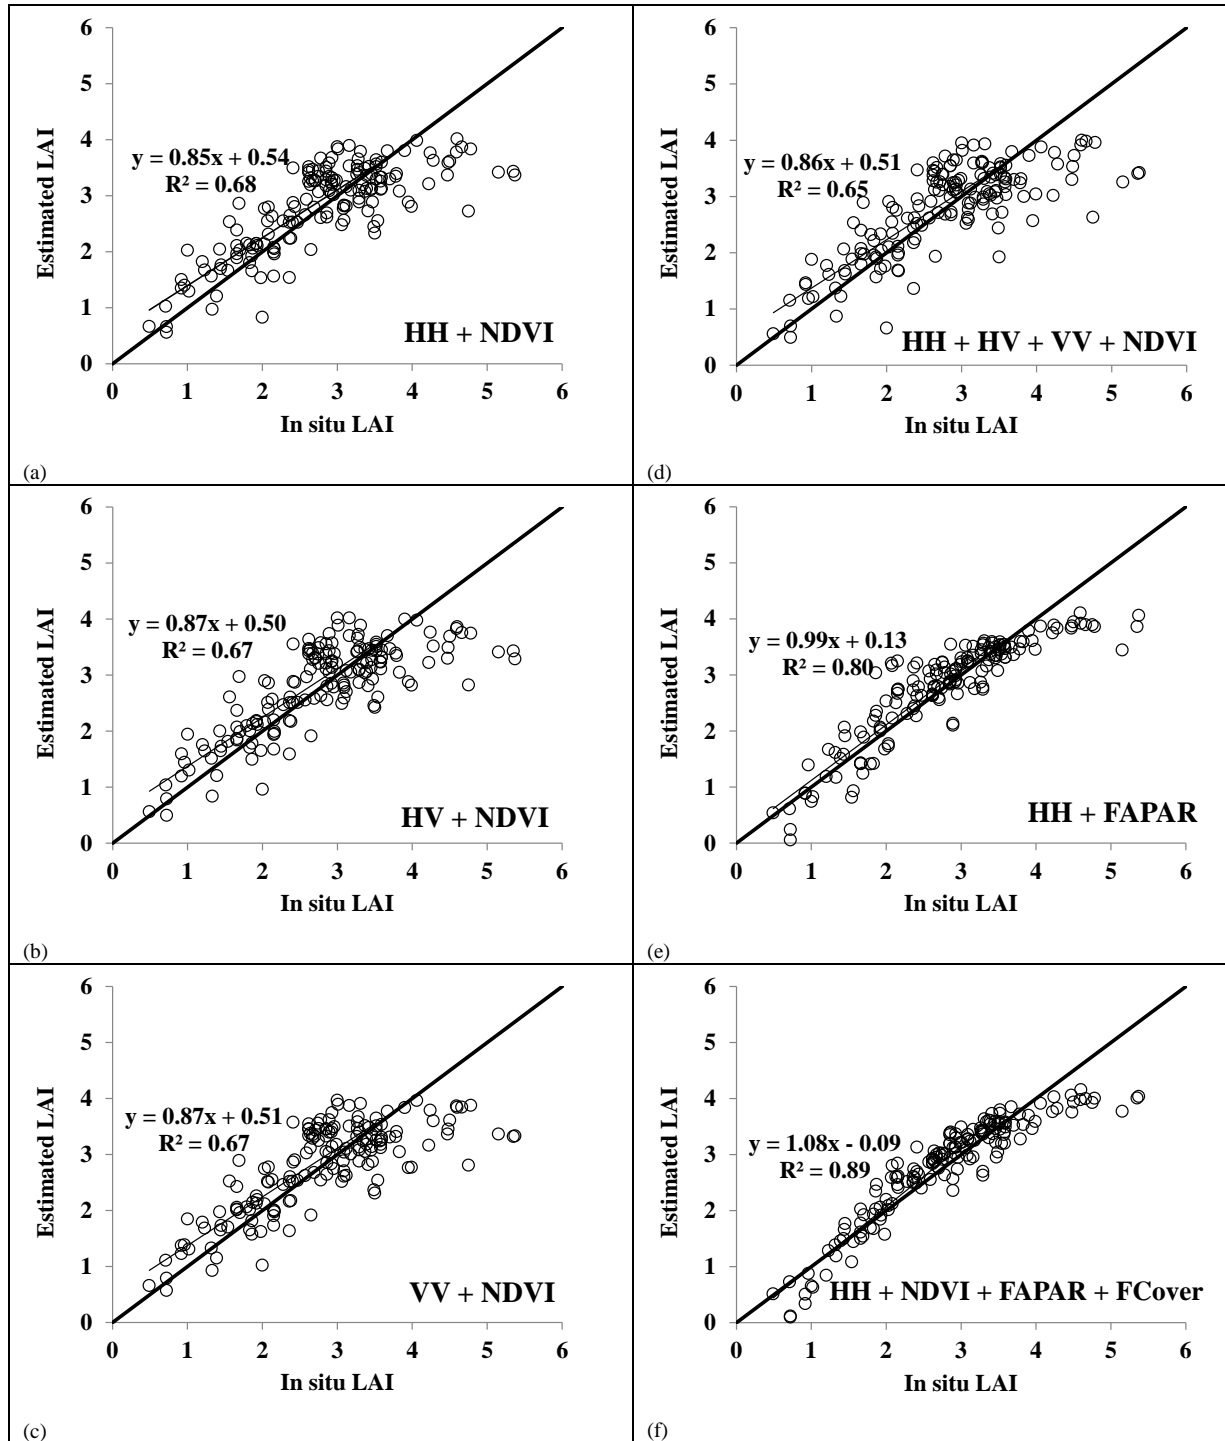 6
5
4
3
2
1
0
Estimated LAI
y = 0.85x + 0.54
R² = 0.68
HH + NDVI
0 1 2 3 4 5 6
In situ LAI
(a)
6
5
4
3
2
1
0
Estimated LAI
y = 0.86x + 0.51
R² = 0.65
HH + HV + VV + NDVI
0 1 2 3 4 5 6
In situ LAI
(d)
6
5
4
3
2
1
0
Estimated LAI
y = 0.87x + 0.50
R² = 0.67
HV + NDVI
0 1 2 3 4 5 6
In situ LAI
(b)
6
5
4
3
2
1
0
Estimated LAI
y = 0.99x + 0.13
R² = 0.80
HH + FAPAR
0 1 2 3 4 5 6
In situ LAI
(e)
6
5
4
3
2
1
0
Estimated LAI
y = 0.87x + 0.51
R² = 0.67
VV + NDVI
0 1 2 3 4 5 6
In situ LAI
(c)
6
5
4
3
2
1
0
Estimated LAI
y = 1.08x - 0.09
R² = 0.89
HH + NDVI + FAPAR + FCover
0 1 2 3 4 5 6
In situ LAI
(f)